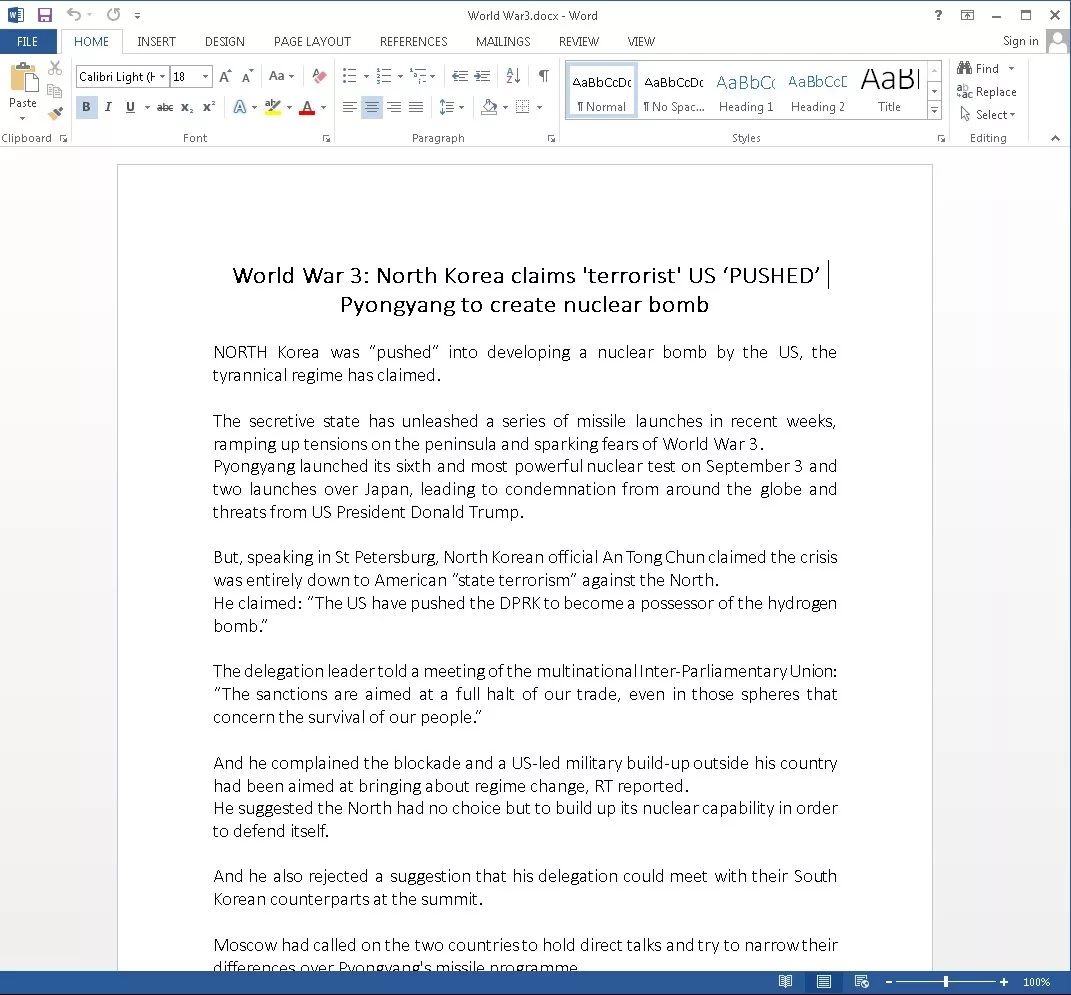 World War3.docx - Word
?
FILE
HOME
INSERT
DESIGN
PAGE LAYOUT
REFERENCES
MAILINGS
REVIEW
VIEW
Sign in
Paste
Clipboard
Calibri Light (H
18
Aa
B I U abc x₂ x²
Font
Paragraph
AaBbCcDc
¶ Normal
AaBbCcDc
¶ No Spac...
AaBbCc
Heading 1
AaBbCcD
Heading 2
AaB
Title
Styles
Find
Replace
Select
Editing
World War 3: North Korea claims 'terrorist' US ‘PUSHED’
Pyongyang to create nuclear bomb
NORTH Korea was “pushed” into developing a nuclear bomb by the US, the
tyrannical regime has claimed.
The secretive state has unleashed a series of missile launches in recent weeks,
ramping up tensions on the peninsula and sparking fears of World War 3.
Pyongyang launched its sixth and most powerful nuclear test on September 3 and
two launches over Japan, leading to condemnation from around the globe and
threats from US President Donald Trump.
But, speaking in St Petersburg, North Korean official An Tong Chun claimed the crisis
was entirely down to American “state terrorism” against the North.
He claimed: “The US have pushed the DPRK to become a possessor of the hydrogen
bomb.”
The delegation leader told a meeting of the multinational Inter-Parliamentary Union:
“The sanctions are aimed at a full halt of our trade, even in those spheres that
concern the survival of our people.”
And he complained the blockade and a US-led military build-up outside his country
had been aimed at bringing about regime change, RT reported.
He suggested the North had no choice but to build up its nuclear capability in order
to defend itself.
And he also rejected a suggestion that his delegation could meet with their South
Korean counterparts at the summit.
Moscow had called on the two countries to hold direct talks and try to narrow their
differences over Pyongyang's missile programme
100%